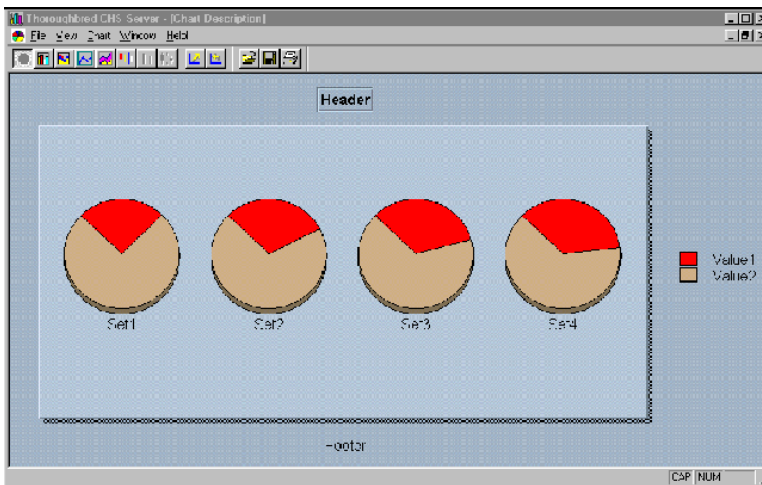 Thoroughbred CHS Server - [Chart Description]
File View Chart Window Help!
Header
Set1 Set2 Set3 Set4
Value1
Value2
Footer
CAP NUM